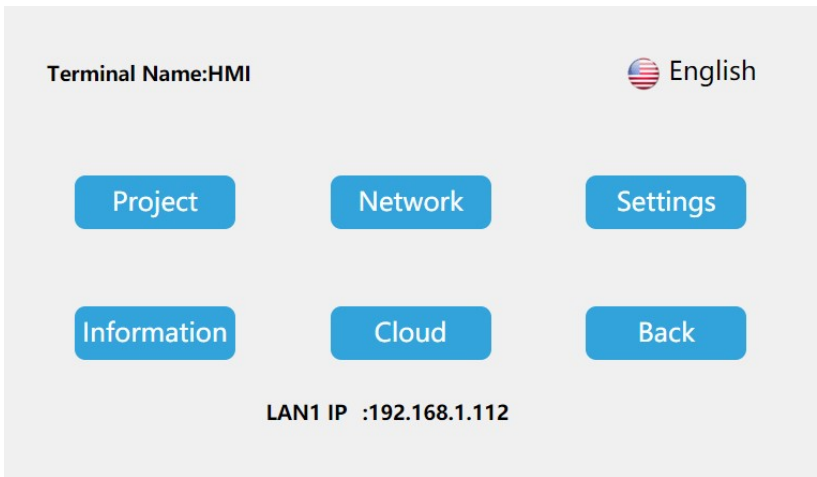 Terminal Name:HMI
English
Project
Network
Settings
Information
Cloud
Back
LAN1 IP :192.168.1.112